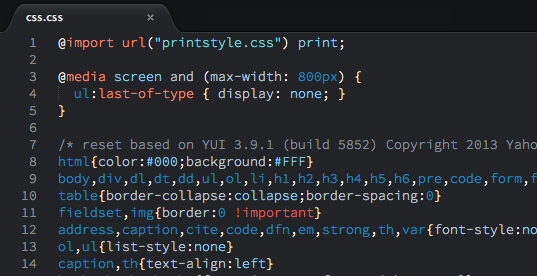 css.css ×
1 @import url("printstyle.css") print;
2
3 @media screen and (max-width: 800px) {
4 ul:last-of-type { display: none; }
5 }
6
7 /* reset based on YUI 3.9.1 (build 5852) Copyright 2013 Yaho
8 html{color:#000;background:#FFF}
9 body,div,dl,dt,dd,ul,ol,li,h1,h2,h3,h4,h5,h6,pre,code,form,f
10 table{border-collapse:collapse;border-spacing:0}
11 fieldset,img{border:0 !important}
12 address,caption,cite,code,dfn,em,strong,th,var{font-style:no
13 ol,ul{list-style:none}
14 caption,th{text-align:left}